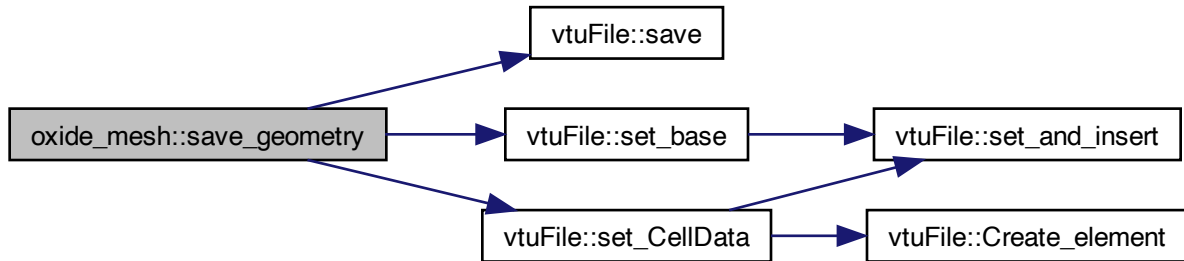 vtuFile::save
oxide_mesh::save_geometry
vtuFile::set_base
vtuFile::set_and_insert
vtuFile::set_CellData
vtuFile::Create_element